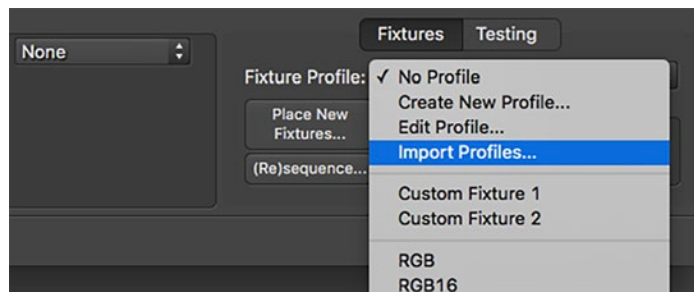 Fixtures Testing
None
Fixture Profile: ✓ No Profile
Create New Profile...
Place New
Fixtures...
Edit Profile...
Import Profiles...
(Re)sequence...
Custom Fixture 1
Custom Fixture 2
RGB
RGB16